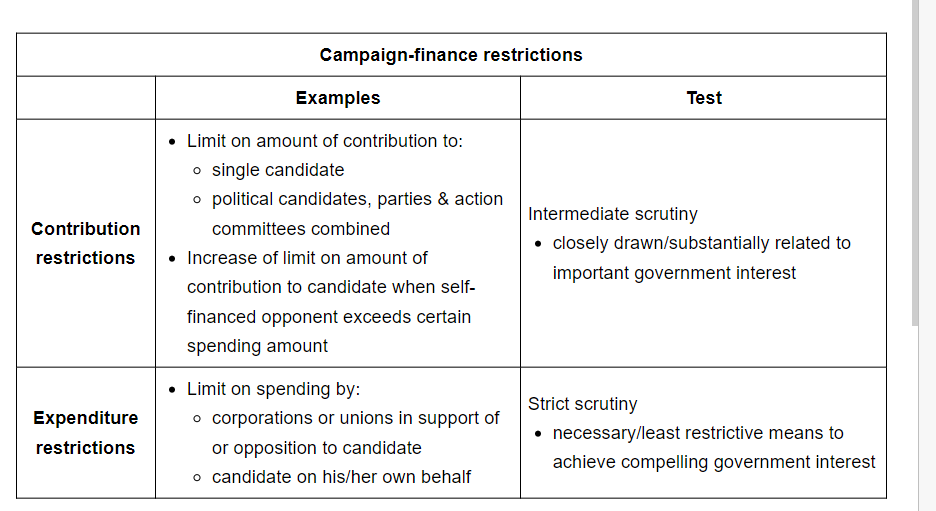 Campaign-finance restrictions
Examples
Test
Contribution
restrictions
• Limit on amount of contribution to:
○ single candidate
○ political candidates, parties & action
committees combined
• Increase of limit on amount of
contribution to candidate when self-
financed opponent exceeds certain
spending amount
Intermediate scrutiny
• closely drawn/substantially related to
important government interest
Expenditure
restrictions
• Limit on spending by:
○ corporations or unions in support of
or opposition to candidate
○ candidate on his/her own behalf
Strict scrutiny
• necessary/least restrictive means to
achieve compelling government interest